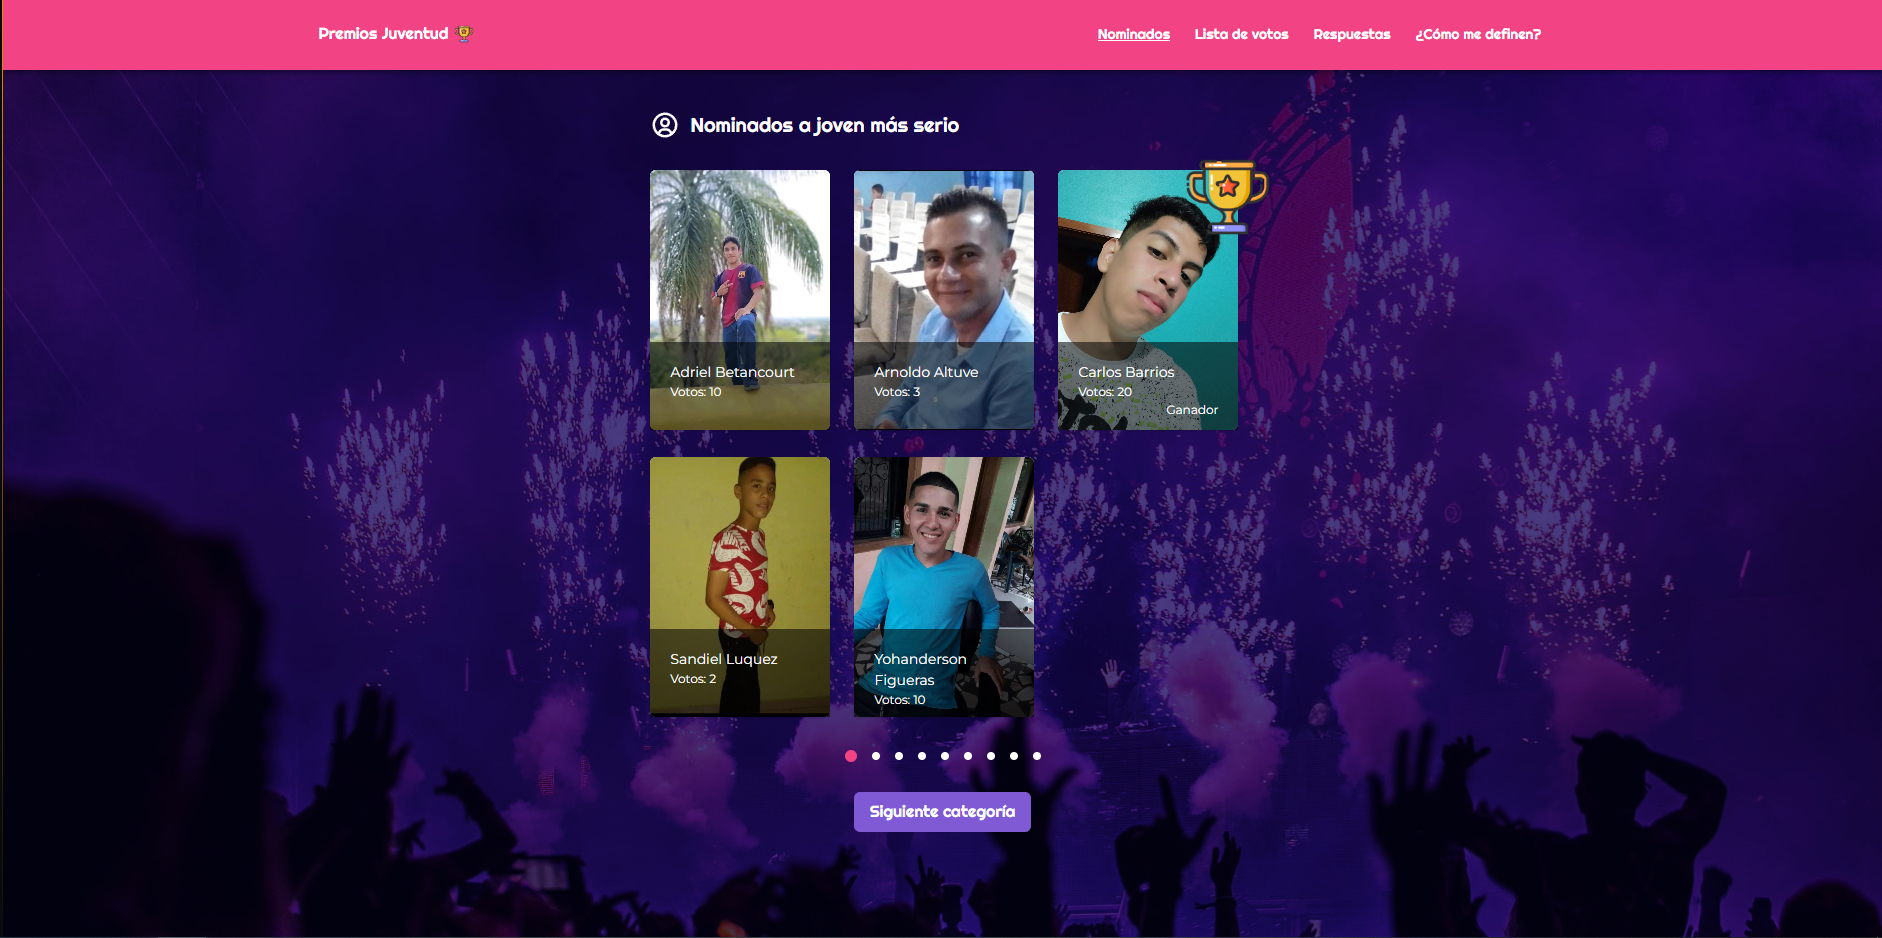 Premios Juventud
Nominados
Lista de votos
Respuestas
¿Cómo me definen?
Nominados a joven más serio
Adriel Betancourt
Votos: 10
Arnoldo Altuve
Votos: 3
Carlos Barrios
Votos: 20
Ganador
Sandiel Luquez
Votos: 2
Yohanderson
Figueras
Votos: 10
Siguiente categoría